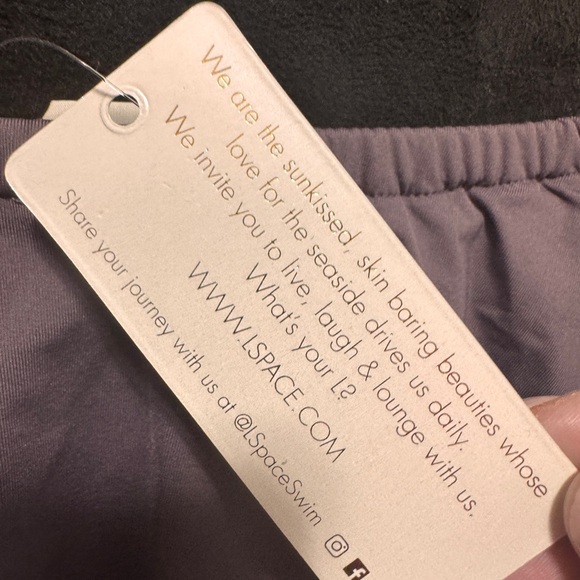 We are the sunkissed, skin baring beauties whose
love for the seaside drives us daily.
We invite you to live, laugh & lounge with us.
What's your L?
WWW.LSPACE.COM
Share your journey with us at @LSpaceSwim